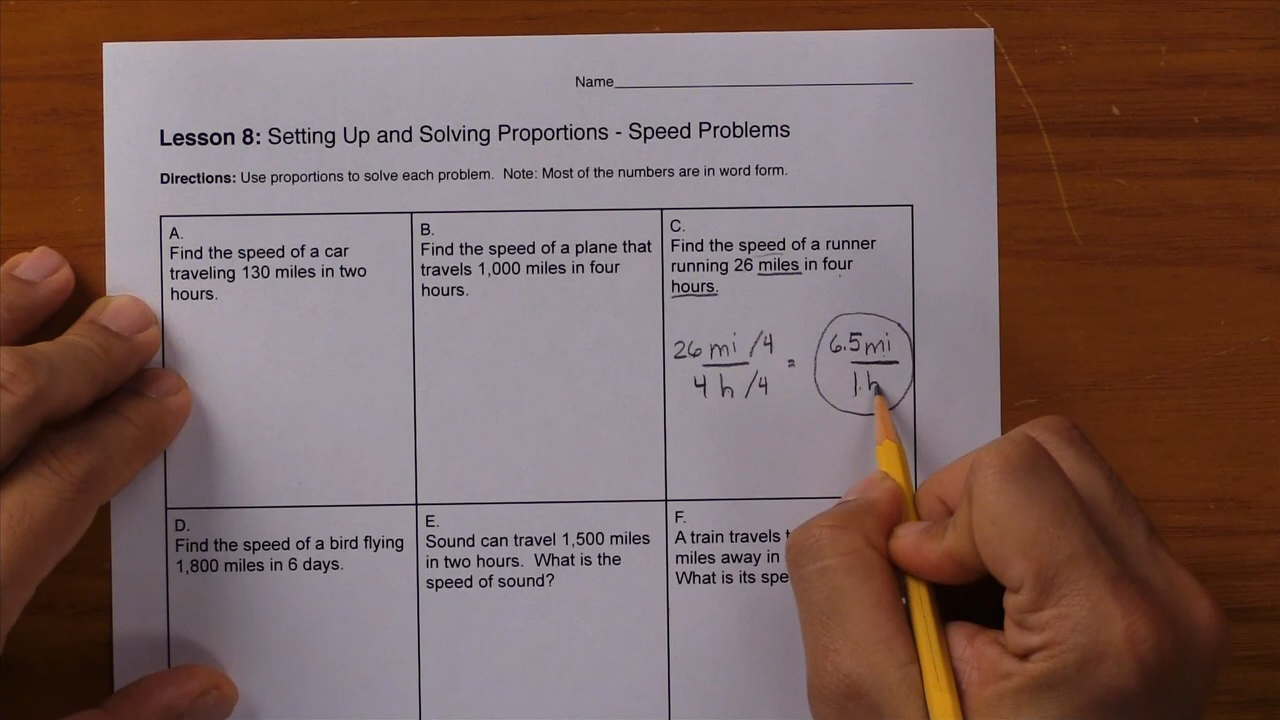 Name
Lesson 8: Setting Up and Solving Proportions - Speed Problems
Directions: Use proportions to solve each problem. Note: Most of the numbers are in word form.
A.
Find the speed of a car
traveling 130 miles in two
hours.
B.
Find the speed of a plane that
travels 1,000 miles in four
hours.
C.
Find the speed of a runner
running 26 miles in four
hours.
26 mi /4
4 h /4
=
6.5 mi
1 h
D.
Find the speed of a bird flying
1,800 miles in 6 days.
E.
Sound can travel 1,500 miles
in two hours. What is the
speed of sound?
F.
A train travels
miles away in
What is its